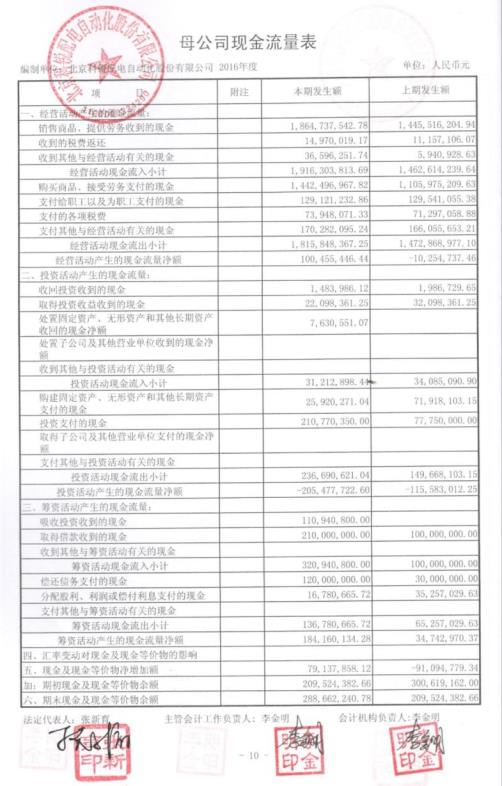 母公司现金流量表
编制单位：北京科锐配电自动化股份有限公司 2016年度 单位：人民币元
项 目 附注 本期发生额 上期发生额
一、经营活动产生的现金流量：
销售商品、提供劳务收到的现金 1,864,737,542.78 1,445,516,204.94
收到的税费返还 14,970,019.17 11,157,106.07
收到其他与经营活动有关的现金 36,596,251.74 5,940,928.63
经营活动现金流入小计 1,916,303,813.69 1,462,614,239.64
购买商品、接受劳务支付的现金 1,442,496,967.82 1,105,975,209.63
支付给职工以及为职工支付的现金 129,121,232.86 129,541,055.38
支付的各项税费 73,948,071.33 71,297,058.88
支付其他与经营活动有关的现金 170,282,095.24 166,055,653.21
经营活动现金流出小计 1,815,848,367.25 1,472,868,977.10
经营活动产生的现金流量净额 100,455,446.44 -10,254,737.46
二、投资活动产生的现金流量：
收回投资收到的现金 1,483,986.12 1,986,729.65
取得投资收益收到的现金 22,098,361.25 32,098,361.25
处置固定资产、无形资产和其他长期资产
收回的现金净额 7,630,551.07
处置子公司及其他营业单位收到的现金净
额
收到其他与投资活动有关的现金
投资活动现金流入小计 31,212,898.44 34,085,090.90
购建固定资产、无形资产和其他长期资产
支付的现金 25,920,271.04 71,918,103.15
投资支付的现金 210,770,350.00 77,750,000.00
取得子公司及其他营业单位支付的现金净
额
支付其他与投资活动有关的现金
投资活动现金流出小计 236,690,621.04 149,668,103.15
投资活动产生的现金流量净额 -205,477,722.60 -115,583,012.25
三、筹资活动产生的现金流量：
吸收投资收到的现金 110,940,800.00
取得借款收到的现金 210,000,000.00 100,000,000.00
收到其他与筹资活动有关的现金
筹资活动现金流入小计 320,940,800.00 100,000,000.00
偿还债务支付的现金 120,000,000.00 30,000,000.00
分配股利、利润或偿付利息支付的现金 16,780,665.72 35,257,029.63
支付其他与筹资活动有关的现金
筹资活动现金流出小计 136,780,665.72 65,257,029.63
筹资活动产生的现金流量净额 184,160,134.28 34,742,970.37
四、汇率变动对现金及现金等价物的影响
五、现金及现金等价物净增加额 79,137,858.12 -91,094,779.34
加：期初现金及现金等价物余额 209,524,382.66 300,619,162.00
六、期末现金及现金等价物余额 288,662,240.78 209,524,382.66
法定代表人：张新育 主管会计工作负责人：李金明 会计机构负责人：李金明
- 10 -